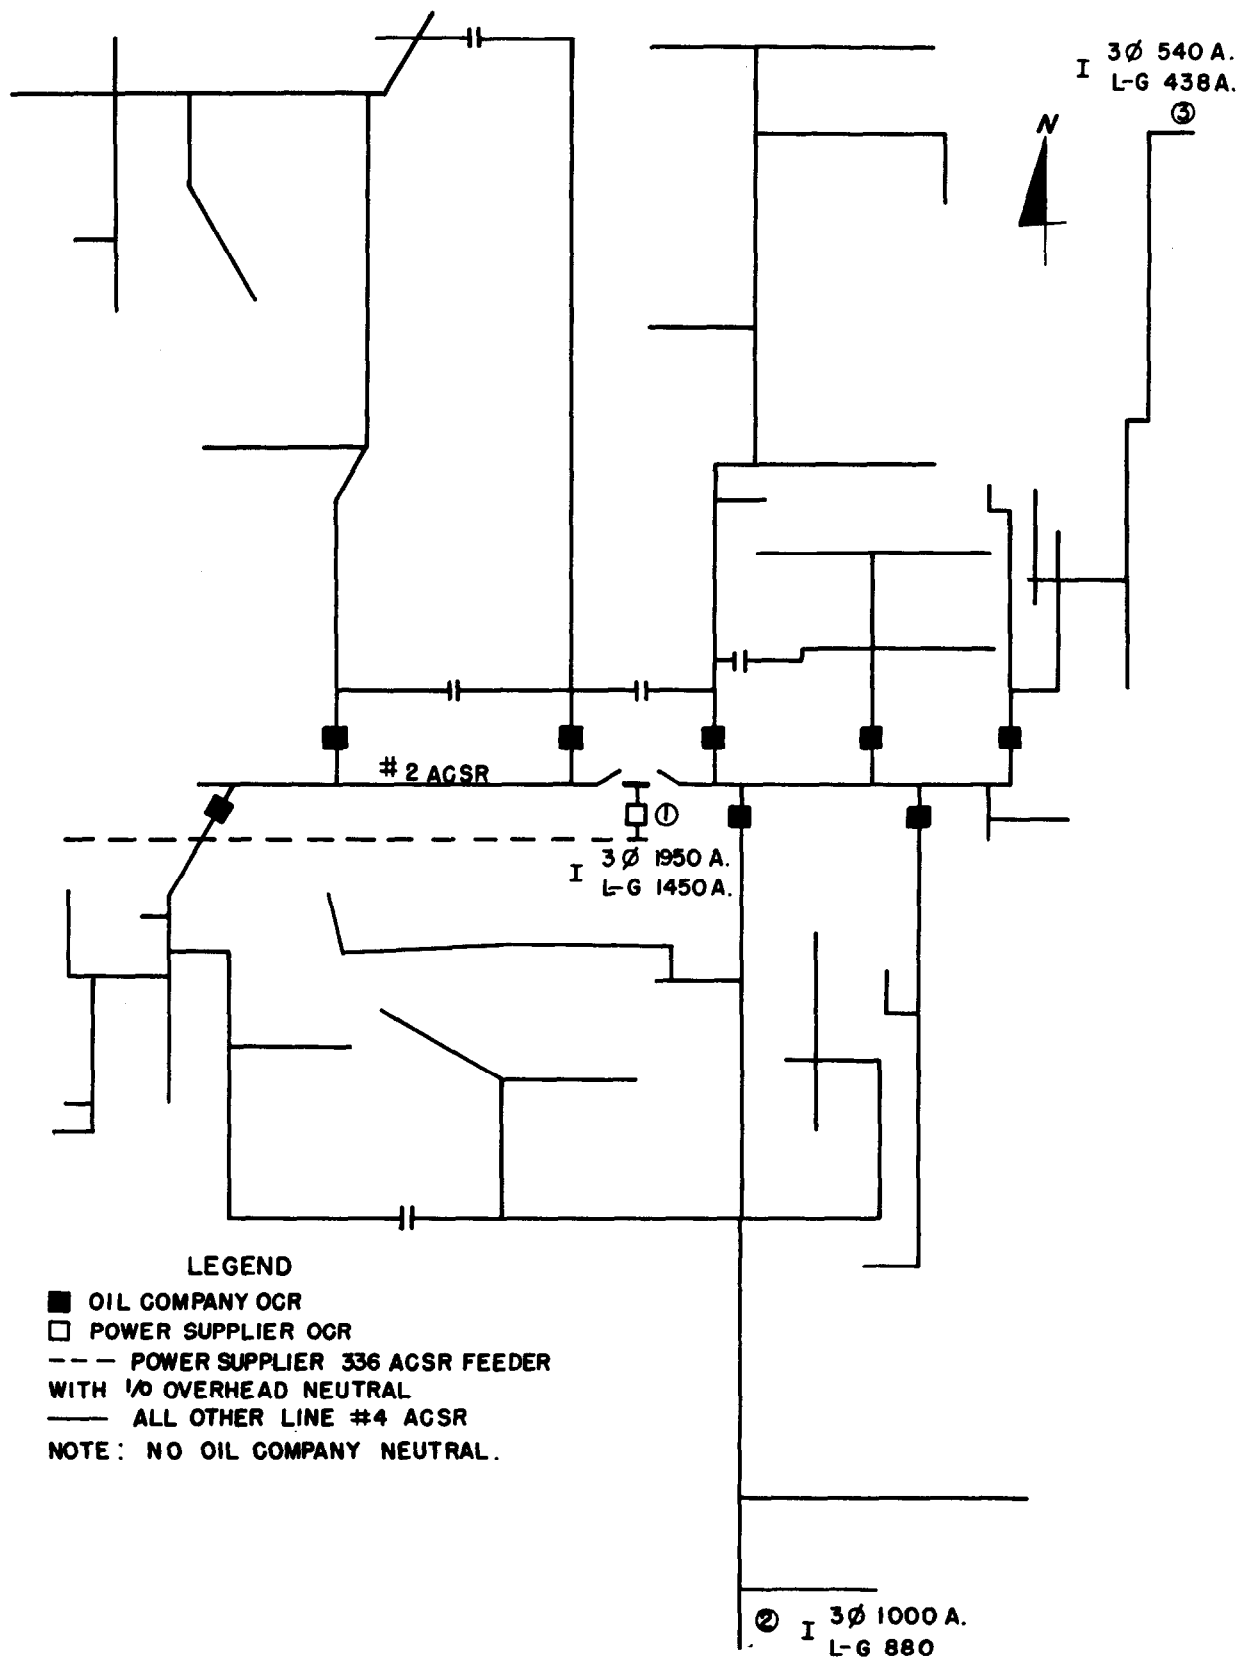 I 3Ø 540 A.
L-G 438 A.
③
N
# 2 ACSR
①
I 3Ø 1950 A.
L-G 1450 A.
LEGEND
OIL COMPANY OCR
POWER SUPPLIER OCR
POWER SUPPLIER 336 ACSR FEEDER
WITH 1/0 OVERHEAD NEUTRAL
ALL OTHER LINE #4 ACSR
NOTE: NO OIL COMPANY NEUTRAL.
② I 3Ø 1000 A.
L-G 880